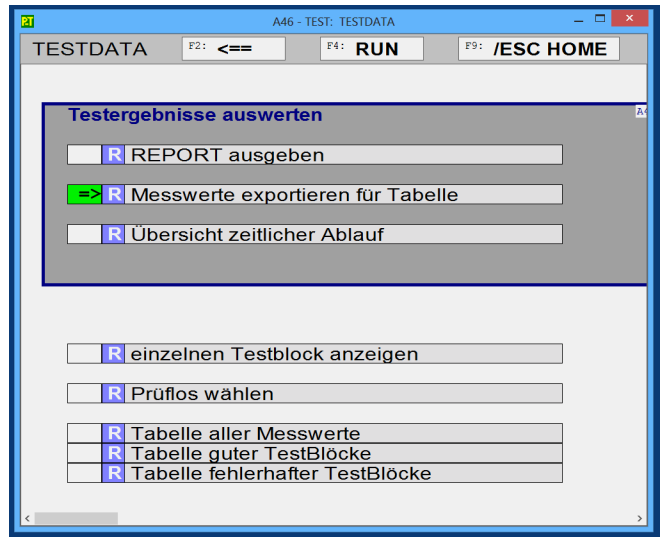 A46 - TEST: TESTDATA
TESTDATA F2: <== F4: RUN F9: /ESC HOME
Testergebnisse auswerten
R REPORT ausgeben
=> R Messwerte exportieren für Tabelle
R Übersicht zeitlicher Ablauf
R einzelnen Testblock anzeigen
R Prüflos wählen
R Tabelle aller Messwerte
R Tabelle guter TestBlöcke
R Tabelle fehlerhafter TestBlöcke